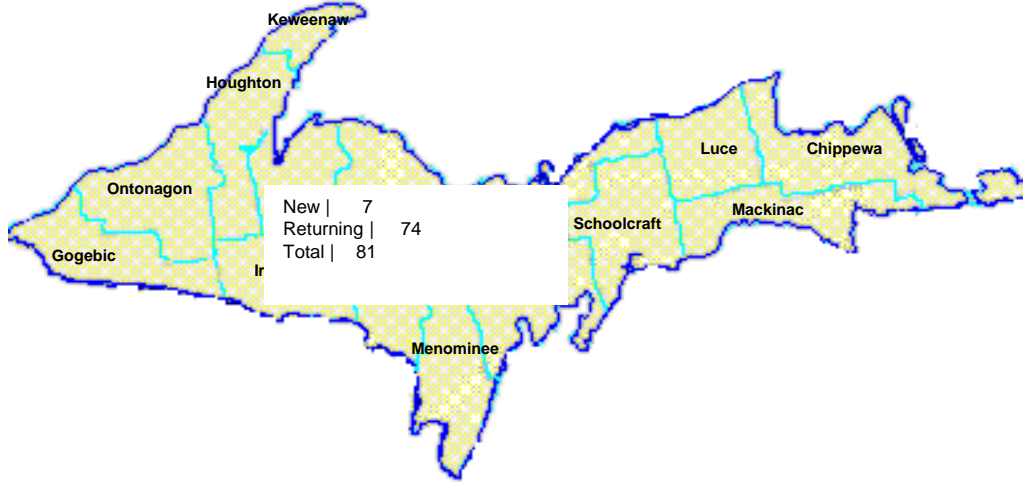 Keweenaw
Houghton
Luce
Chippewa
Ontonagon
New | 7
Returning | 74
Total | 81
Mackinac
Schoolcraft
Gogebic
Menominee